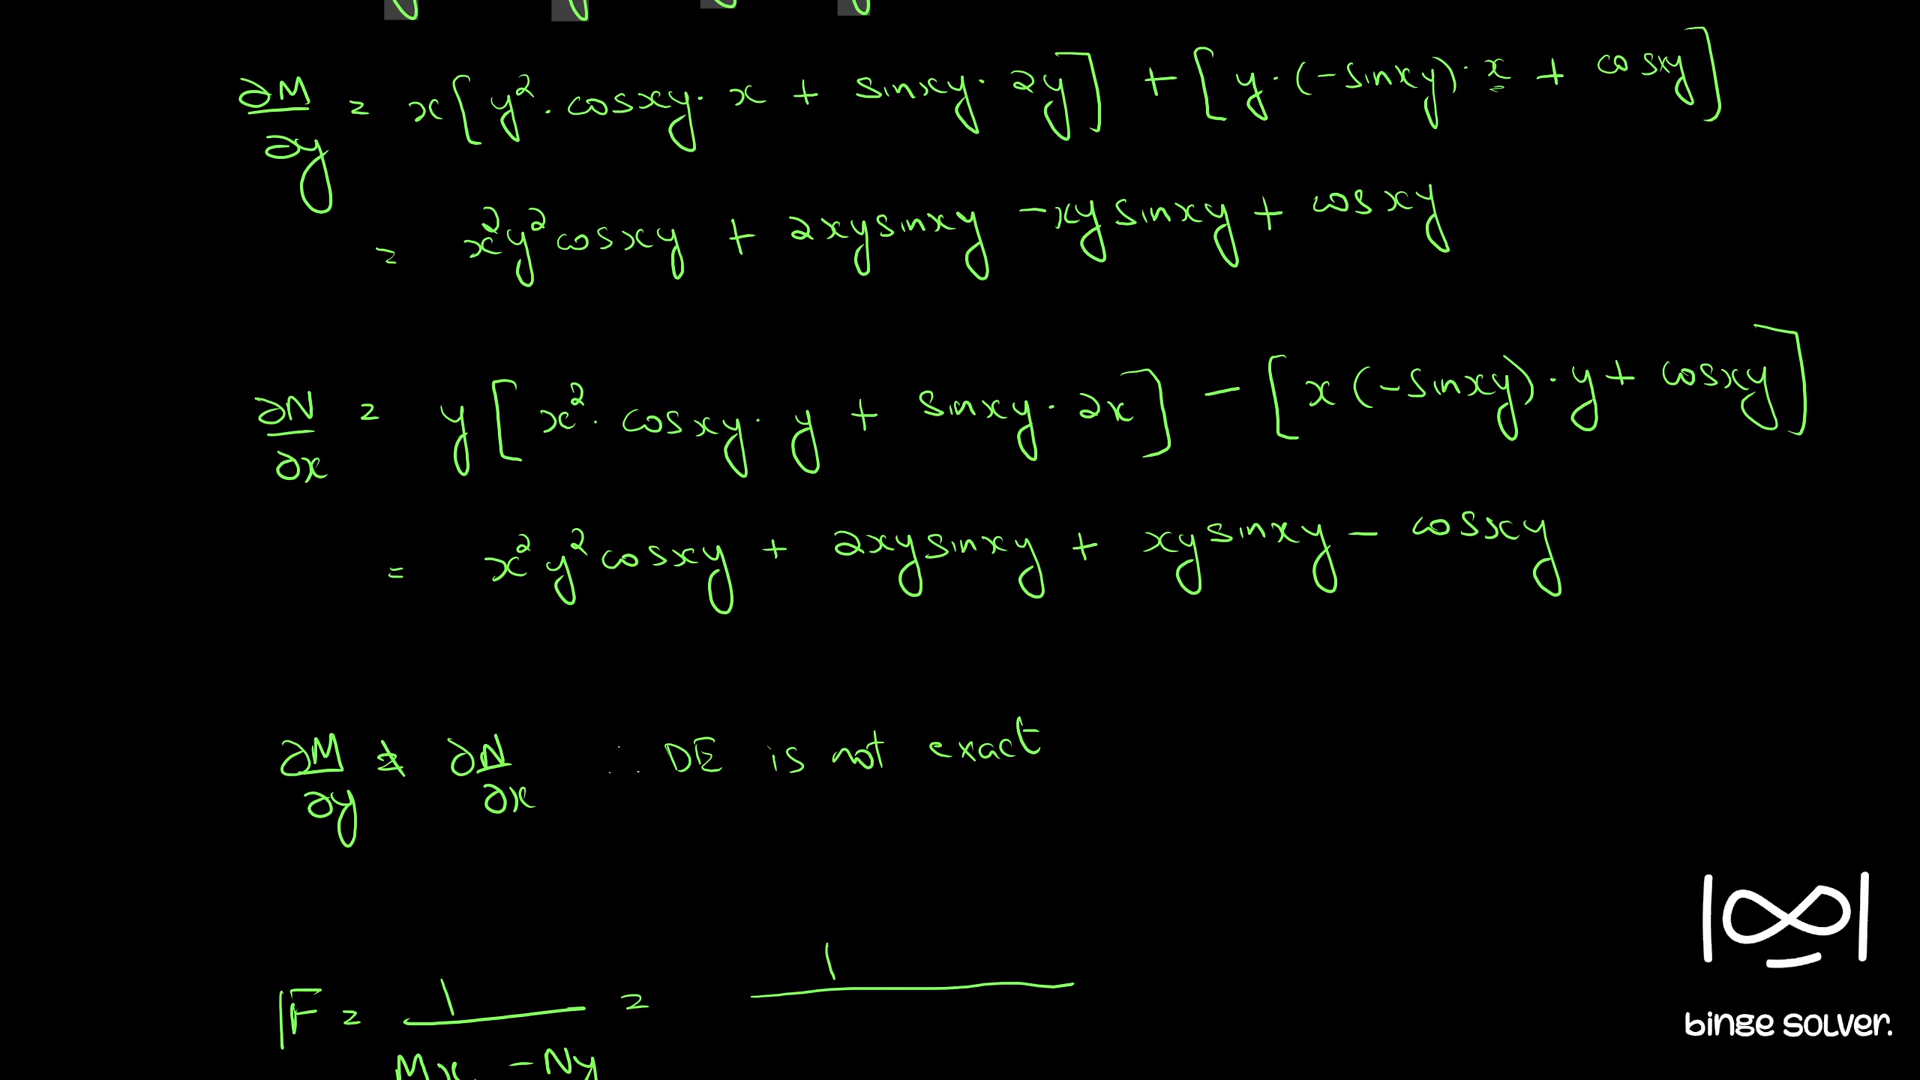 ∂M/∂y = x[y². cosxy. x + sinxy. 2y] + [y. (-sinxy). x + cosxy]
= x²y²cosxy + 2xysinxy -xysinxy + cosxy
∂N/∂x = y[x². cosxy. y + sinxy. 2x] - [x(-sinxy). y + cosxy]
= x²y²cosxy + 2xysinxy + xysinxy - cosxy
∂M/∂y ≠ ∂N/∂x ∴ DE is not exact
IF = 1/(Mx - Ny) = 1/
binge solver.